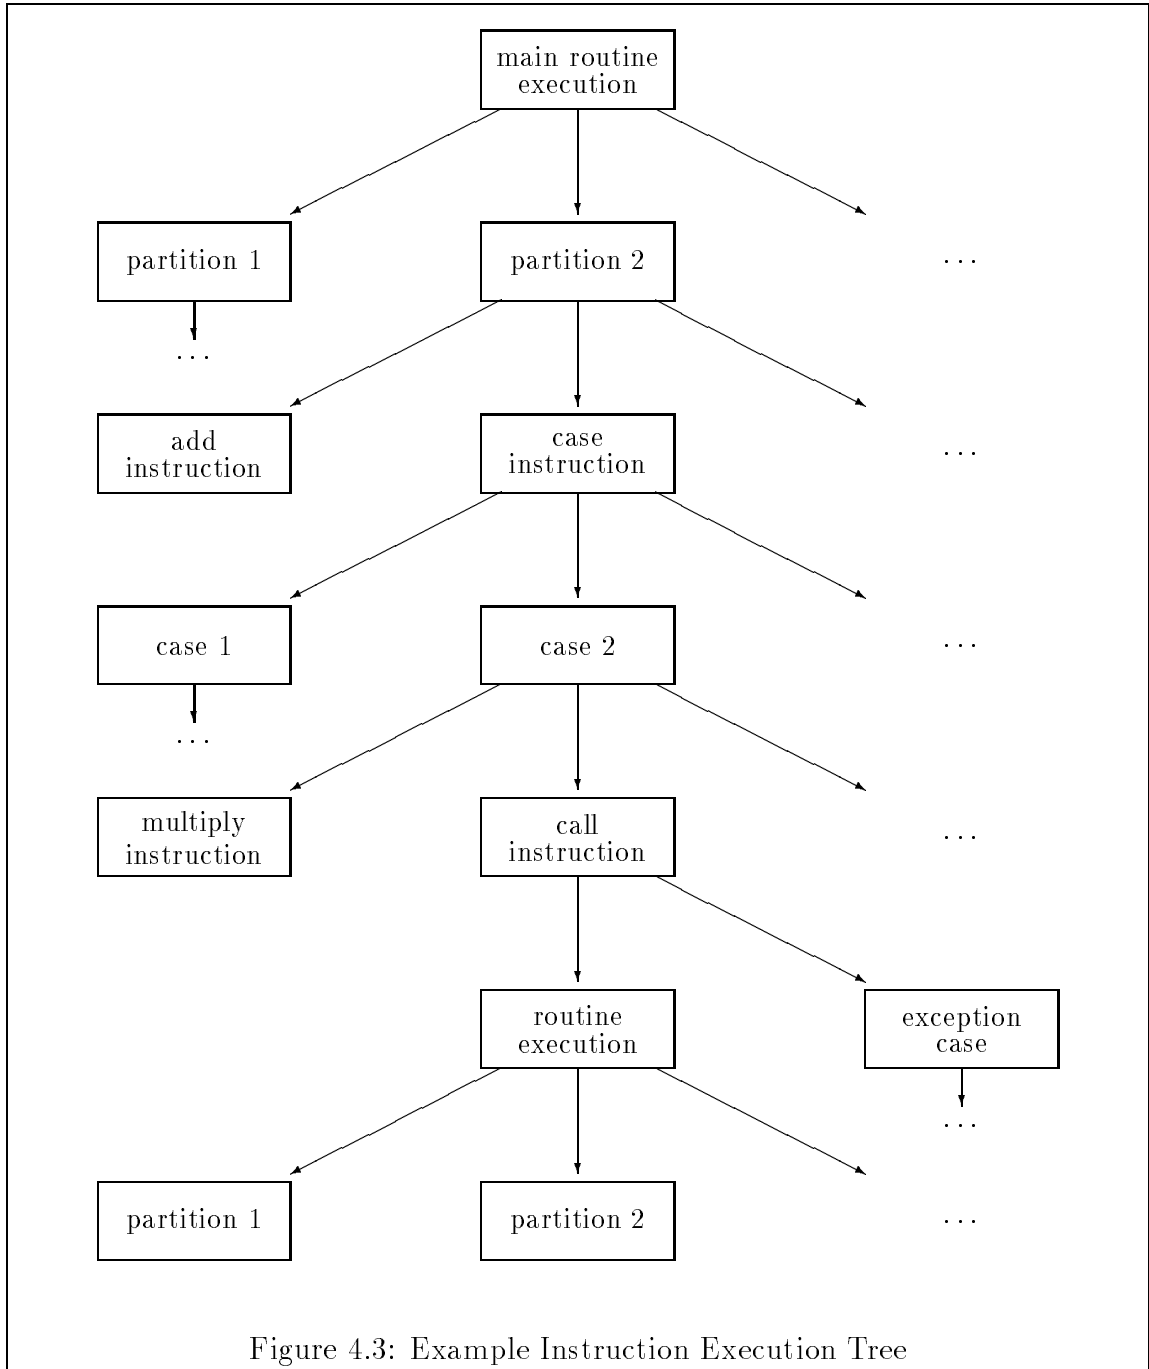 main routine
execution
partition 1
partition 2
. . .
. . .
add
instruction
case
instruction
. . .
case 1
case 2
. . .
. . .
multiply
instruction
call
instruction
. . .
routine
execution
exception
case
. . .
partition 1
partition 2
. . .
Figure 4.3: Example Instruction Execution Tree